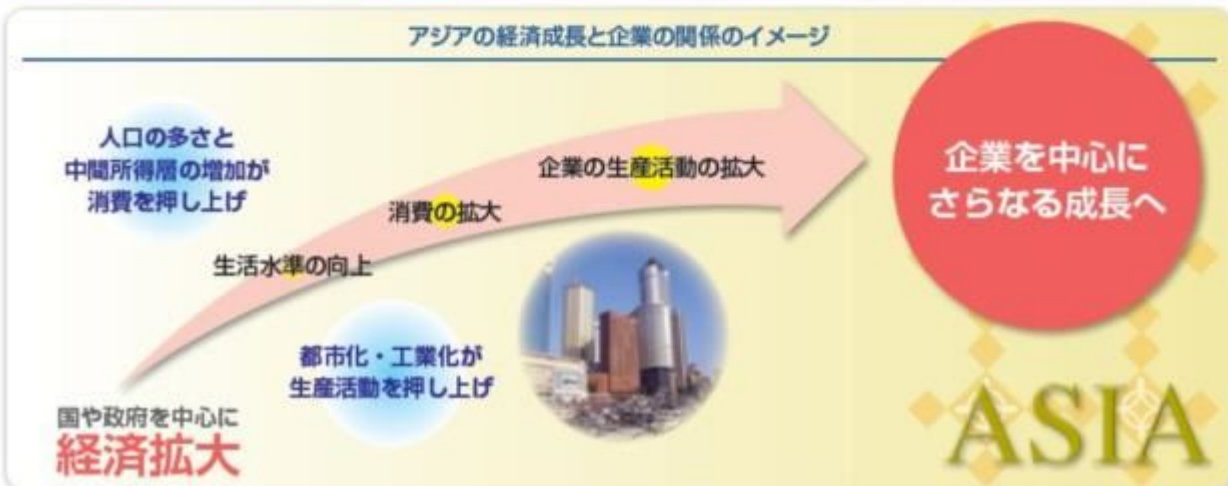 アジアの経済成長と企業の関係のイメージ
人口の多さと
中間所得層の増加が
消費を押し上げ
企業の生産活動の拡大
消費の拡大
生活水準の向上
企業を中心に
さらなる成長へ
都市化・工業化が
生産活動を押し上げ
国や政府を中心に
経済拡大
ASIA